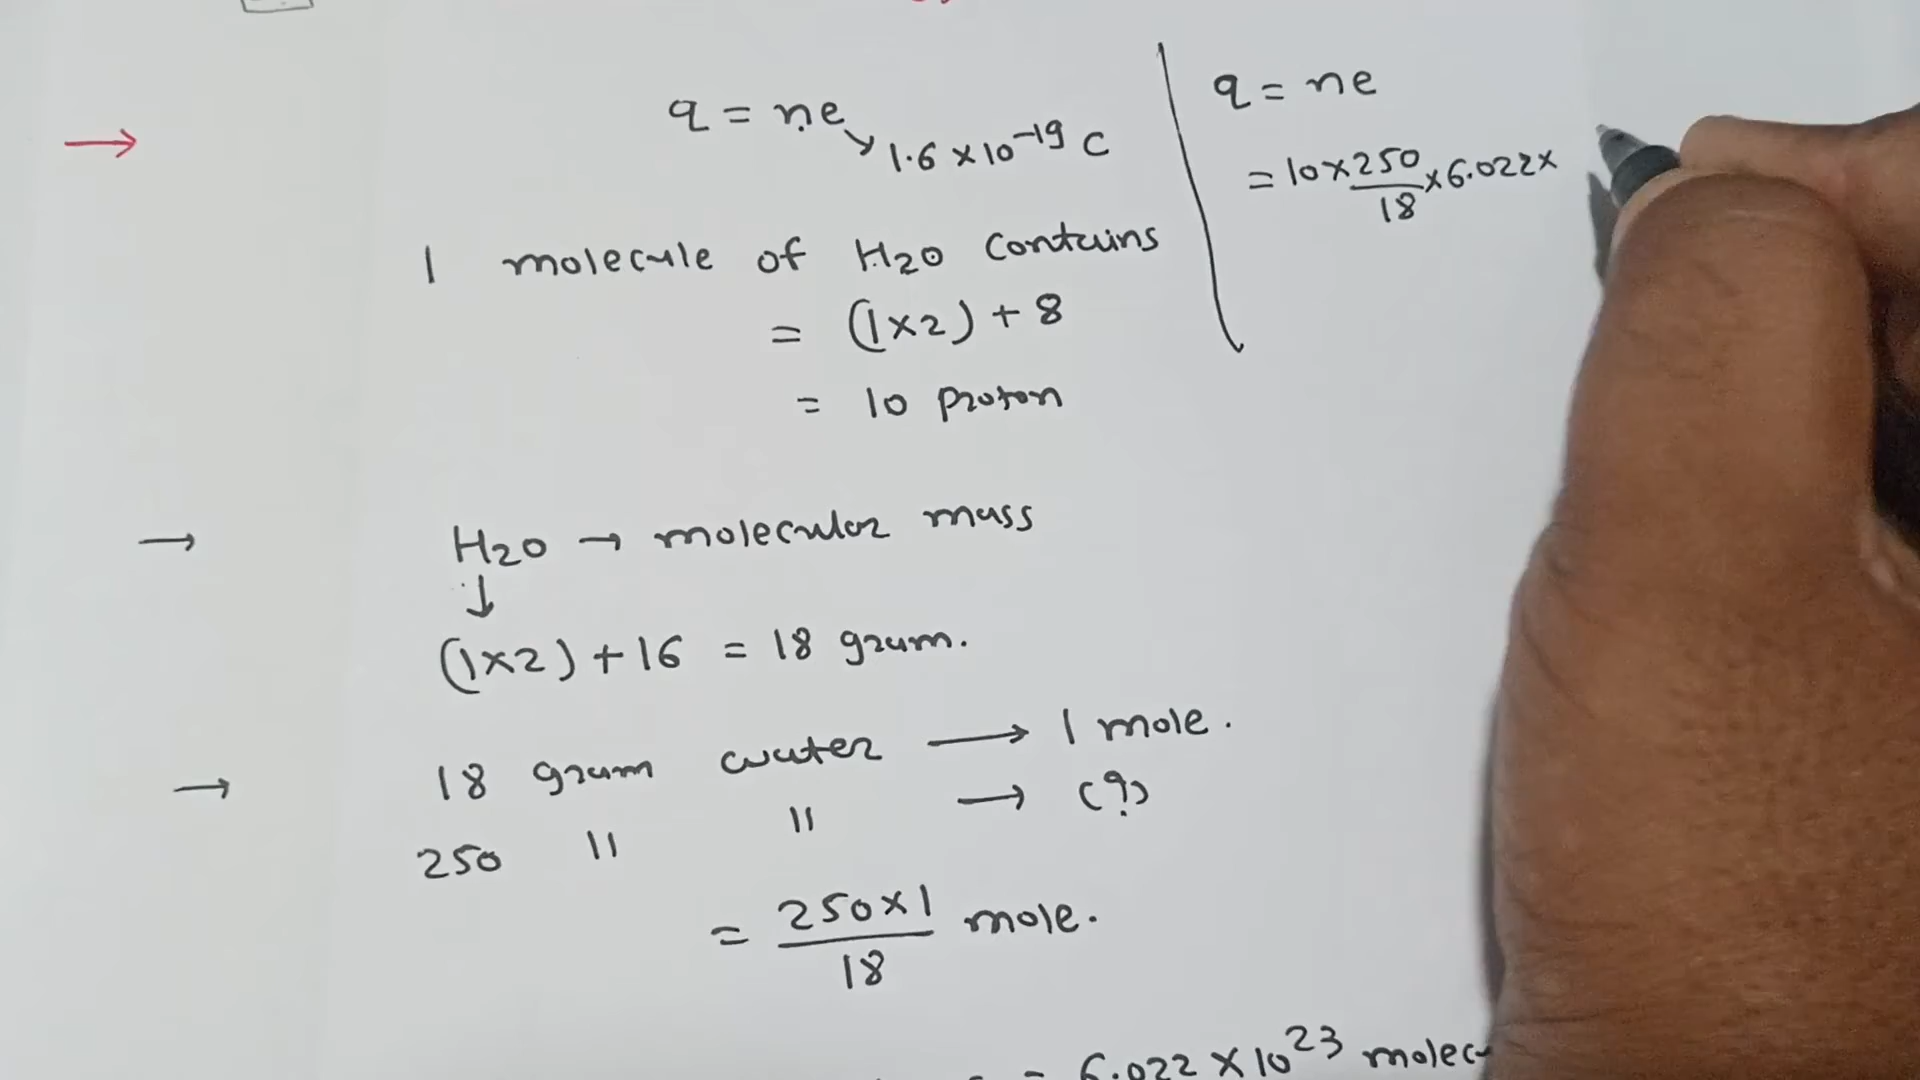 q = ne
1.6 × 10⁻¹⁹ C
1 molecule of H₂O contains
= (1×2) + 8
= 10 proton
H₂O → molecular mass
↓
(1×2) + 16 = 18 gram.
18 gram water → 1 mole.
250 " " → (?)
= 250×1/18 mole.
= 6.022 × 10²³ molec
q = ne
= 10 × 250/18 × 6.022 ×